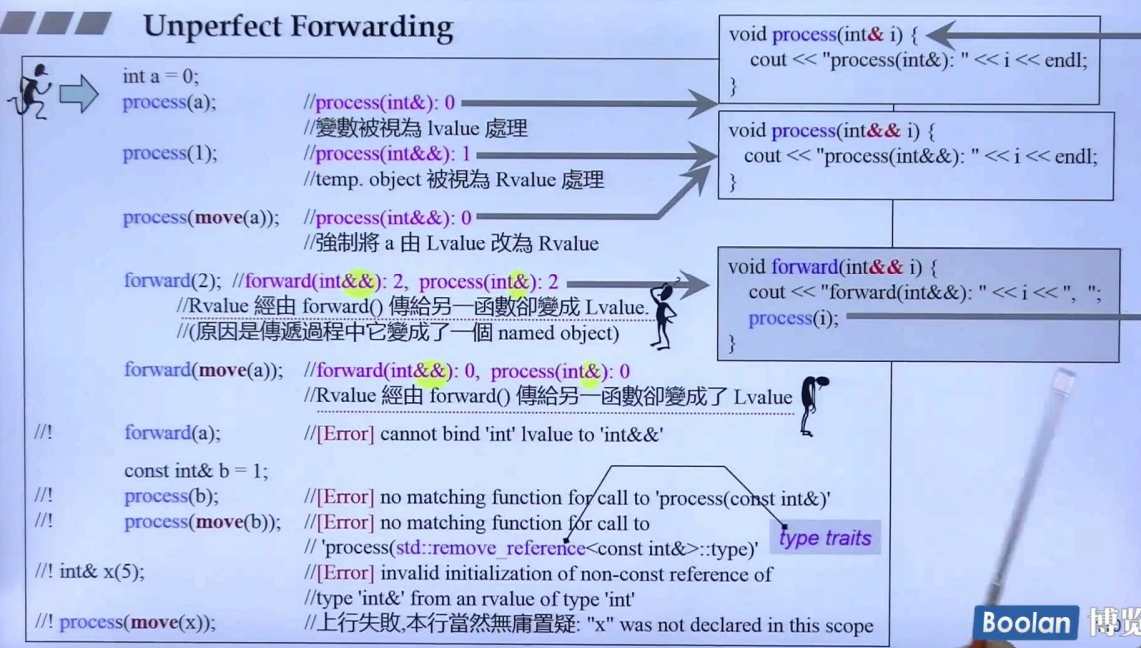 Unperfect Forwarding
int a = 0;
process(a); //process(int&): 0
//變數被視為 lvalue 處理
process(1); //process(int&&): 1
//temp. object 被視為 Rvalue 處理
process(move(a)); //process(int&&): 0
//強制將 a 由 Lvalue 改為 Rvalue
forward(2); //forward(int&&): 2, process(int&): 2
//Rvalue 經由 forward() 傳給另一函數卻變成 Lvalue.
//(原因是傳遞過程中它變成了一個 named object)
forward(move(a)); //forward(int&&): 0, process(int&): 0
//Rvalue 經由 forward() 傳給另一函數卻變成了 Lvalue
//! forward(a); //[Error] cannot bind 'int' lvalue to 'int&&'
const int& b = 1;
//! process(b); //[Error] no matching function for call to 'process(const int&)'
//! process(move(b)); //[Error] no matching function for call to
// 'process(std::remove_reference<const int&>::type)'
//! int& x(5); //[Error] invalid initialization of non-const reference of
//type 'int&' from an rvalue of type 'int'
//! process(move(x)); //上行失敗,本行當然無庸置疑: "x" was not declared in this scope
void process(int& i) {
cout << "process(int&): " << i << endl;
}
void process(int&& i) {
cout << "process(int&&): " << i << endl;
}
void forward(int&& i) {
cout << "forward(int&&): " << i << ", ";
process(i);
}
type traits
Boolan 博览